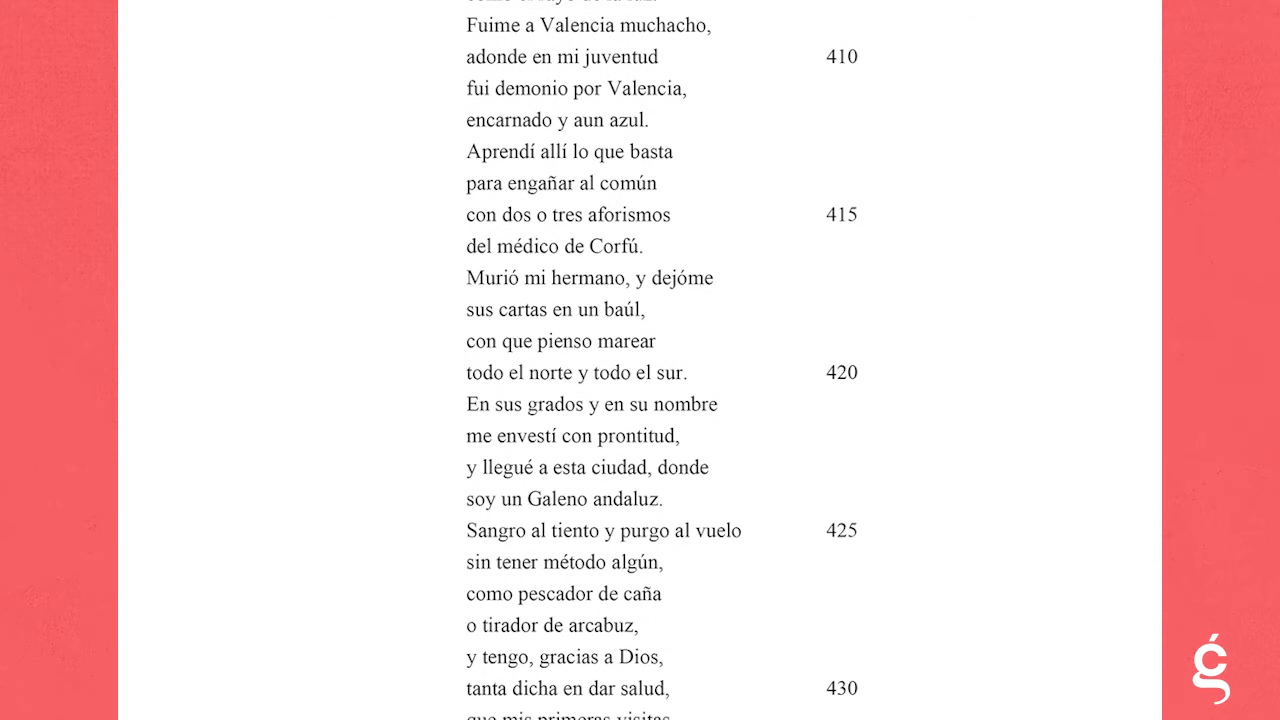 Fuime a Valencia muchacho,
adonde en mi juventud 410
fui demonio por Valencia,
encarnado y aun azul.
Aprendí allí lo que basta
para engañar al común
con dos o tres aforismos 415
del médico de Corfú.
Murió mi hermano, y dejóme
sus cartas en un baúl,
con que pienso marear
todo el norte y todo el sur. 420
En sus grados y en su nombre
me envestí con prontitud,
y llegué a esta ciudad, donde
soy un Galeno andaluz.
Sangro al tiento y purgo al vuelo 425
sin tener método algún,
como pescador de caña
o tirador de arcabuz,
y tengo, gracias a Dios,
tanta dicha en dar salud, 430
que mis primeras visitas